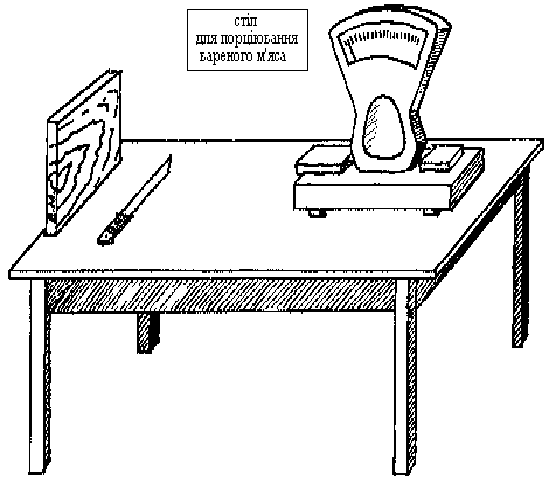 стіл
для порціювання
вареного м'яса